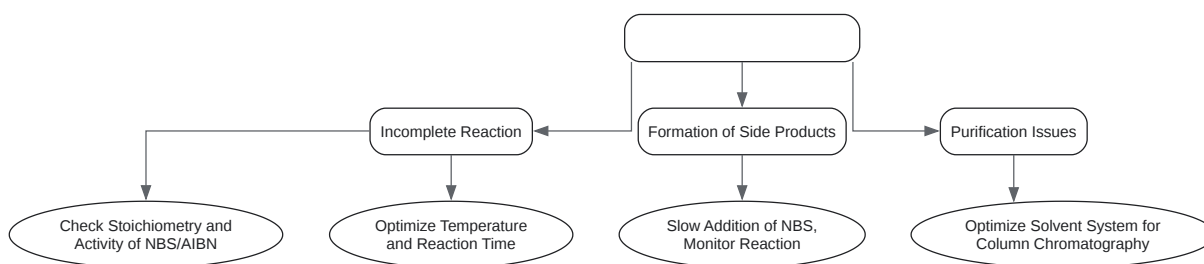 Incomplete Reaction
Formation of Side Products
Purification Issues
Check Stoichiometry and
Activity of NBS/AIBN
Optimize Temperature
and Reaction Time
Slow Addition of NBS,
Monitor Reaction
Optimize Solvent System for
Column Chromatography